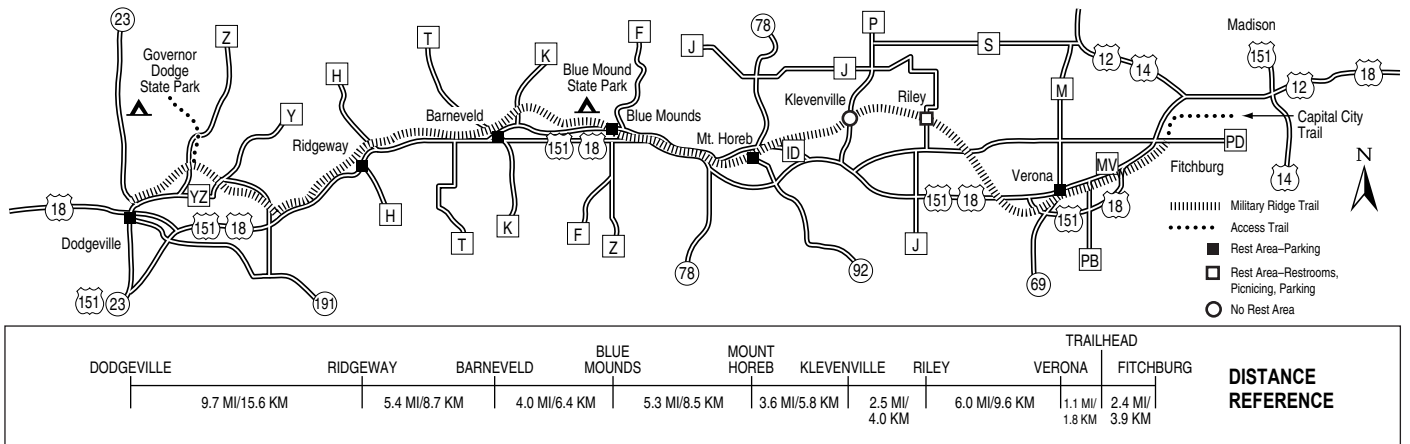 23
Z
T
F
78
P
Madison
Governor
Dodge
State Park
H
K
Blue Mound
State Park
J
J
S
12
14
151
12
18
Y
Barneveld
Blue Mounds
Klevenville
Riley
M
Capital City
Trail
Ridgeway
151
18
Mt. Horeb
ID
PD
Fitchburg
N
YZ
Verona
MV
14
18
151
18
H
K
T
F
Z
151
18
151
18
Dodgeville
J
PB
78
92
69
151
23
191
Military Ridge Trail
Access Trail
Rest Area–Parking
Rest Area–Restrooms,
Picnicing, Parking
No Rest Area
DODGEVILLE
RIDGEWAY
BARNEVELD
BLUE
MOUNDS
MOUNT
HOREB
KLEVENVILLE
RILEY
VERONA
TRAILHEAD
FITCHBURG
9.7 MI/15.6 KM
5.4 MI/8.7 KM
4.0 MI/6.4 KM
5.3 MI/8.5 KM
3.6 MI/5.8 KM
2.5 MI/
4.0 KM
6.0 MI/9.6 KM
1.1 MI/
1.8 KM
2.4 MI/
3.9 KM
DISTANCE
REFERENCE